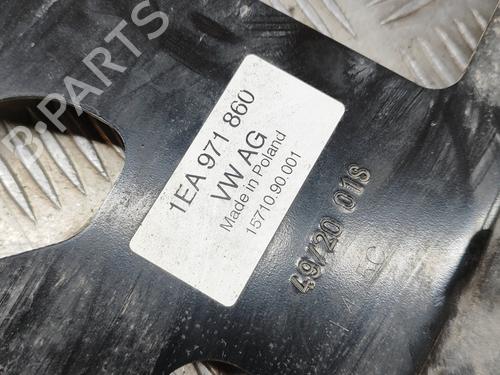 B-PARTS
1EA 971 860
VW AG
Made in Poland
15710.90.001
49/20 01S